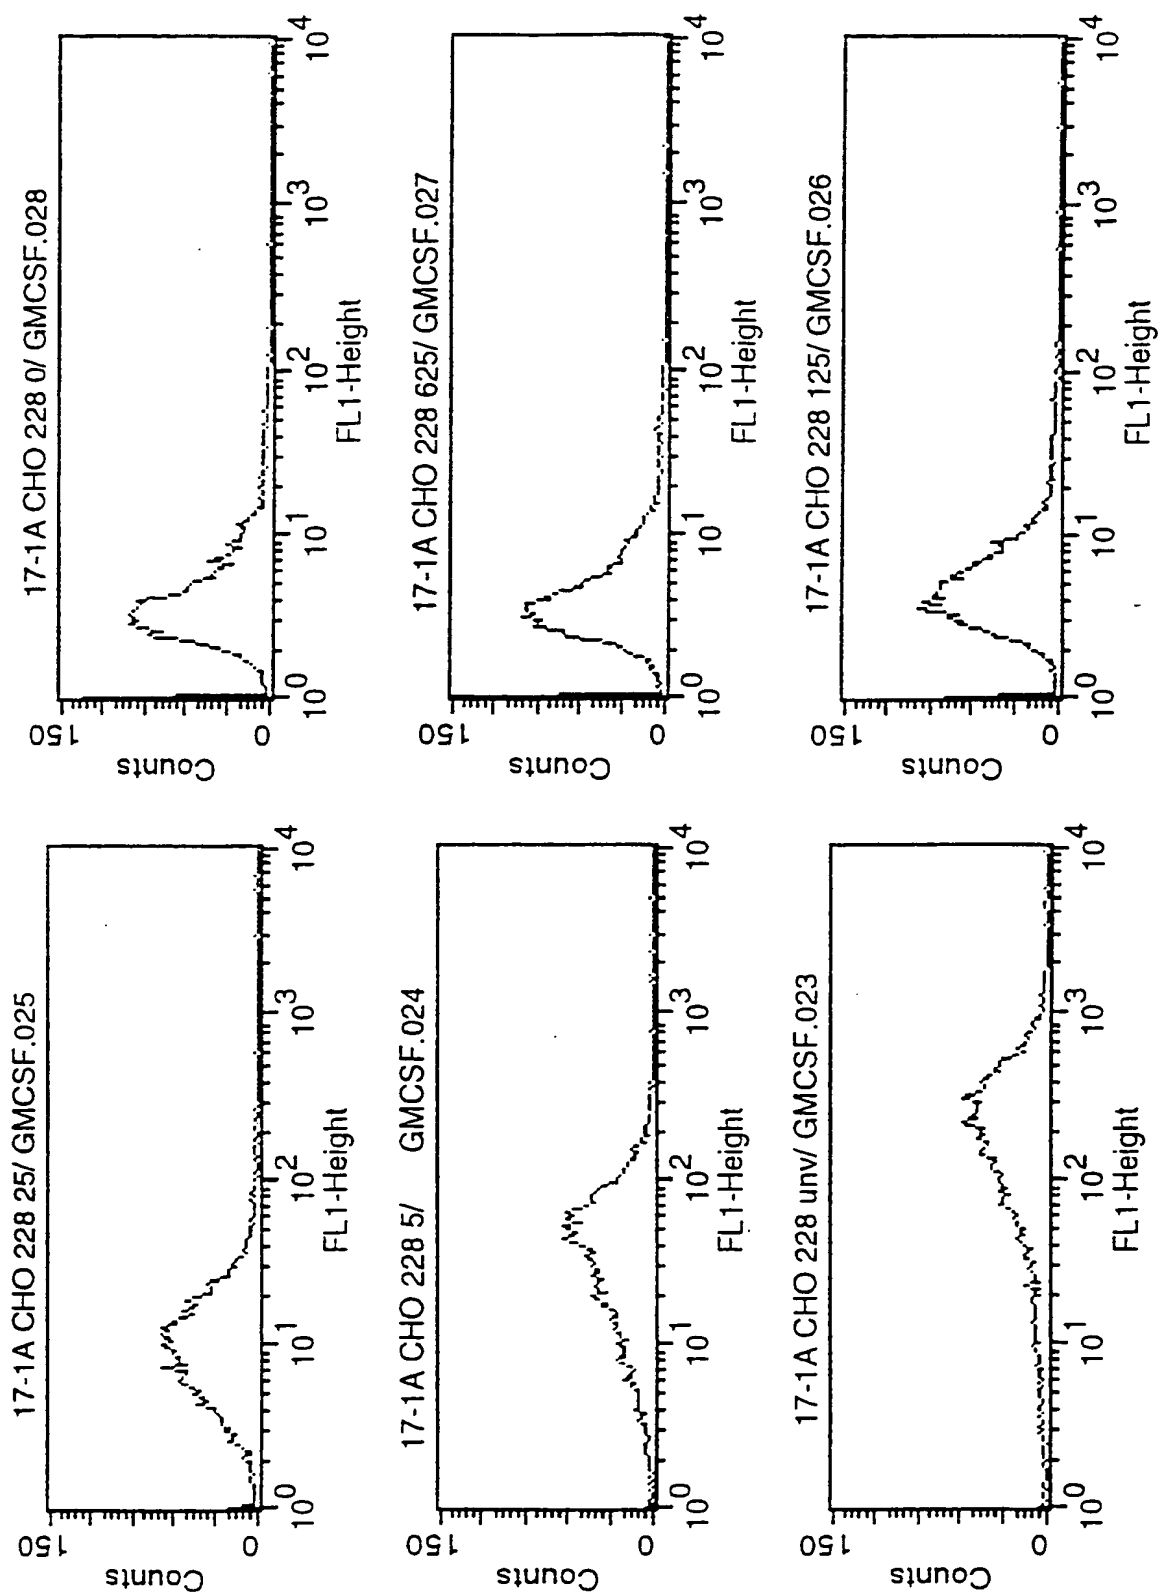 17-1A CHO 228 25/ GMCSF.025
150
Counts
0
10^0 10^1 10^2 10^3 10^4
FL1-Height
17-1A CHO 228 0/ GMCSF.028
150
Counts
0
10^0 10^1 10^2 10^3 10^4
FL1-Height
17-1A CHO 228 5/ GMCSF.024
150
Counts
0
10^0 10^1 10^2 10^3 10^4
FL1-Height
17-1A CHO 228 625/ GMCSF.027
150
Counts
0
10^0 10^1 10^2 10^3 10^4
FL1-Height
17-1A CHO 228 unv/ GMCSF.023
150
Counts
0
10^0 10^1 10^2 10^3 10^4
FL1-Height
17-1A CHO 228 125/ GMCSF.026
150
Counts
0
10^0 10^1 10^2 10^3 10^4
FL1-Height